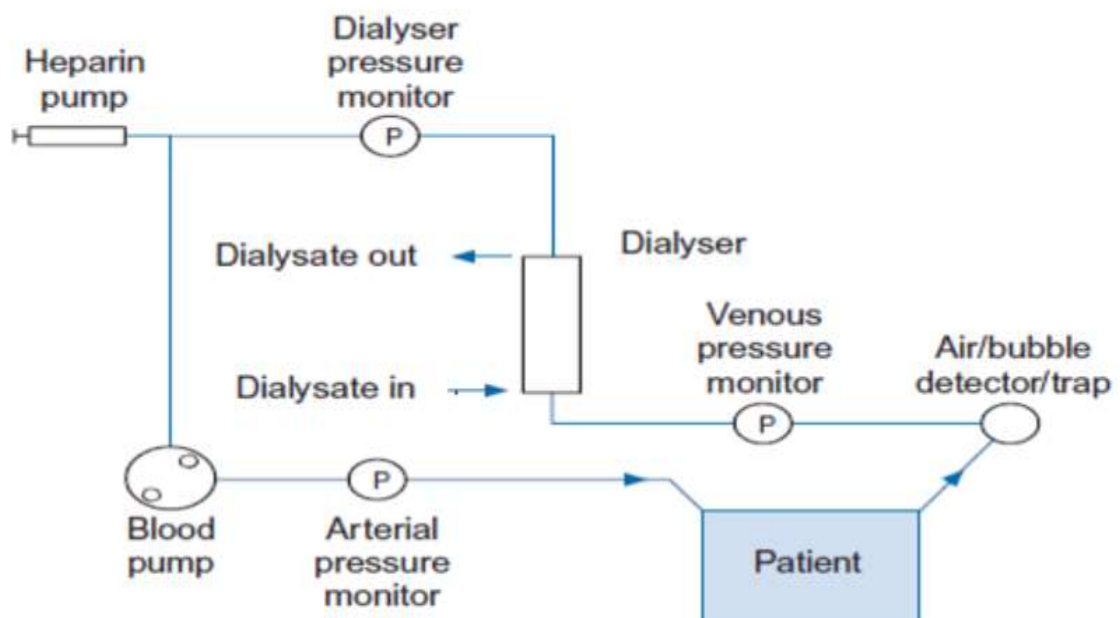 Heparin
pump
Dialyser
pressure
monitor
P
Dialysate out
Dialyser
Dialysate in
Venous
pressure
monitor
P
Air/bubble
detector/trap
Blood
pump
P
Arterial
pressure
monitor
Patient